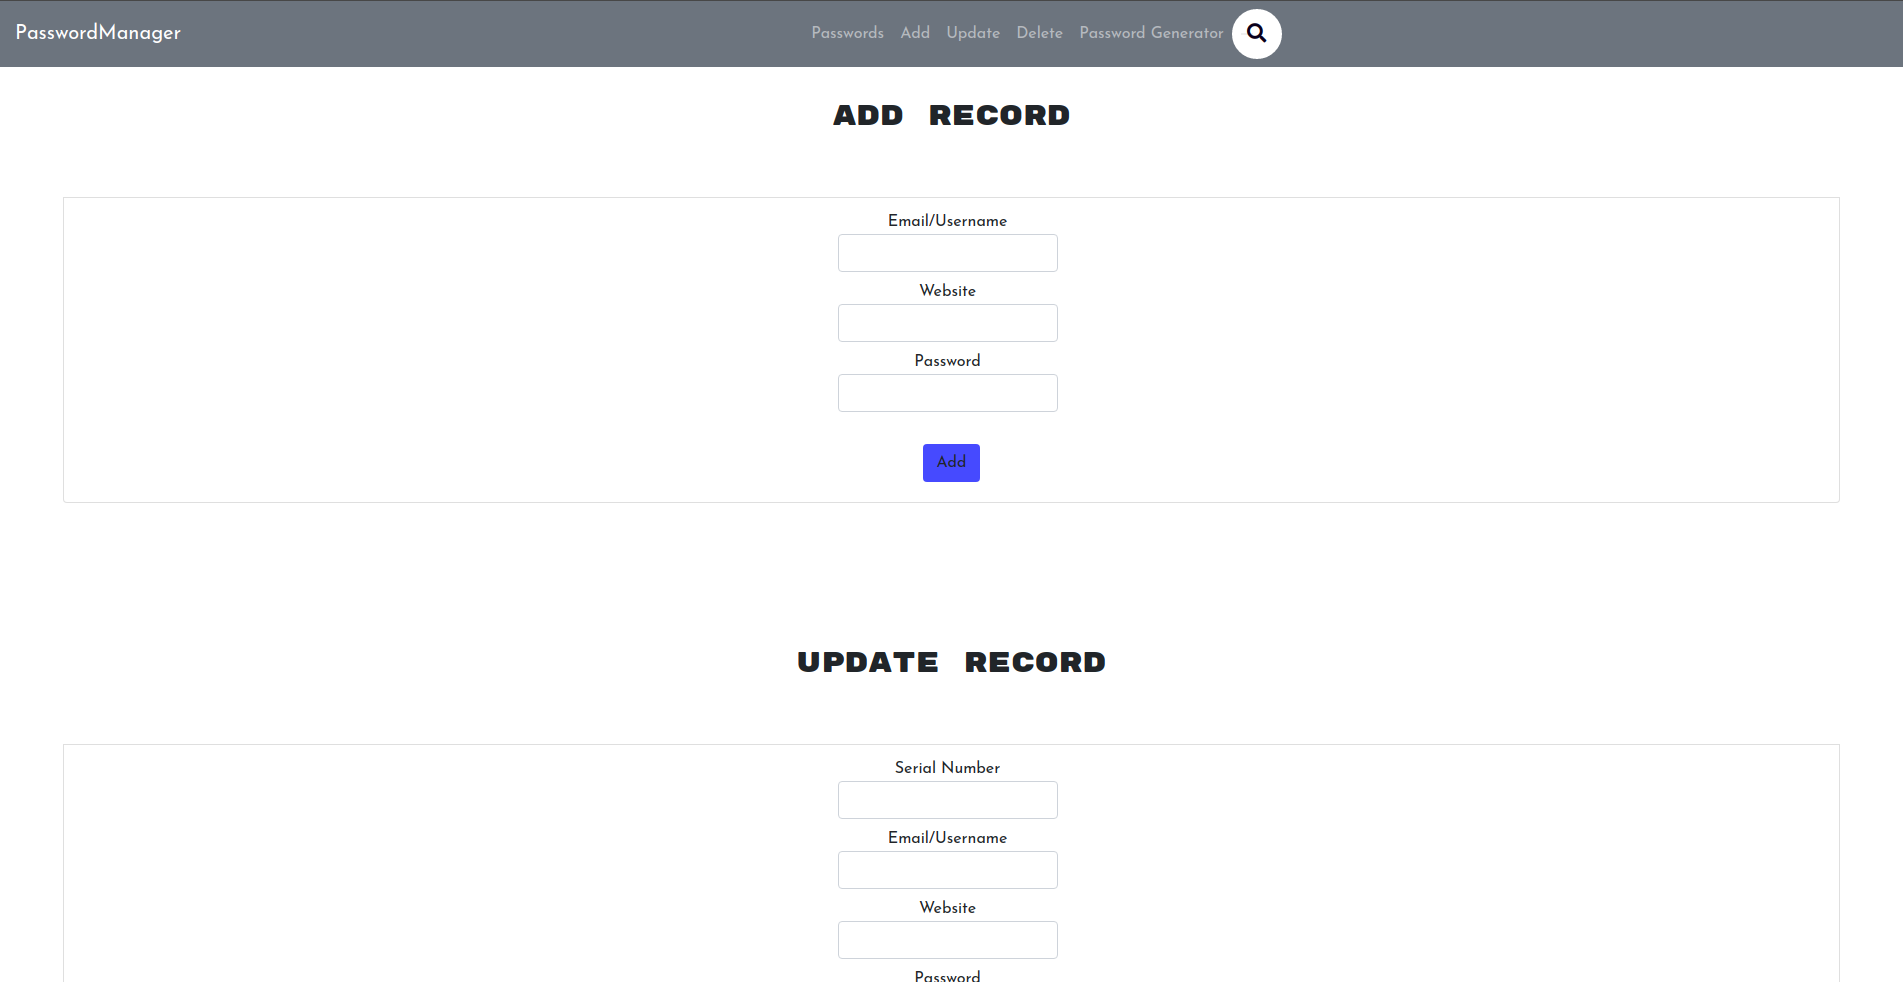 PasswordManager Passwords Add Update Delete Password Generator
ADD RECORD
Email/Username
Website
Password
Add
UPDATE RECORD
Serial Number
Email/Username
Website
Password